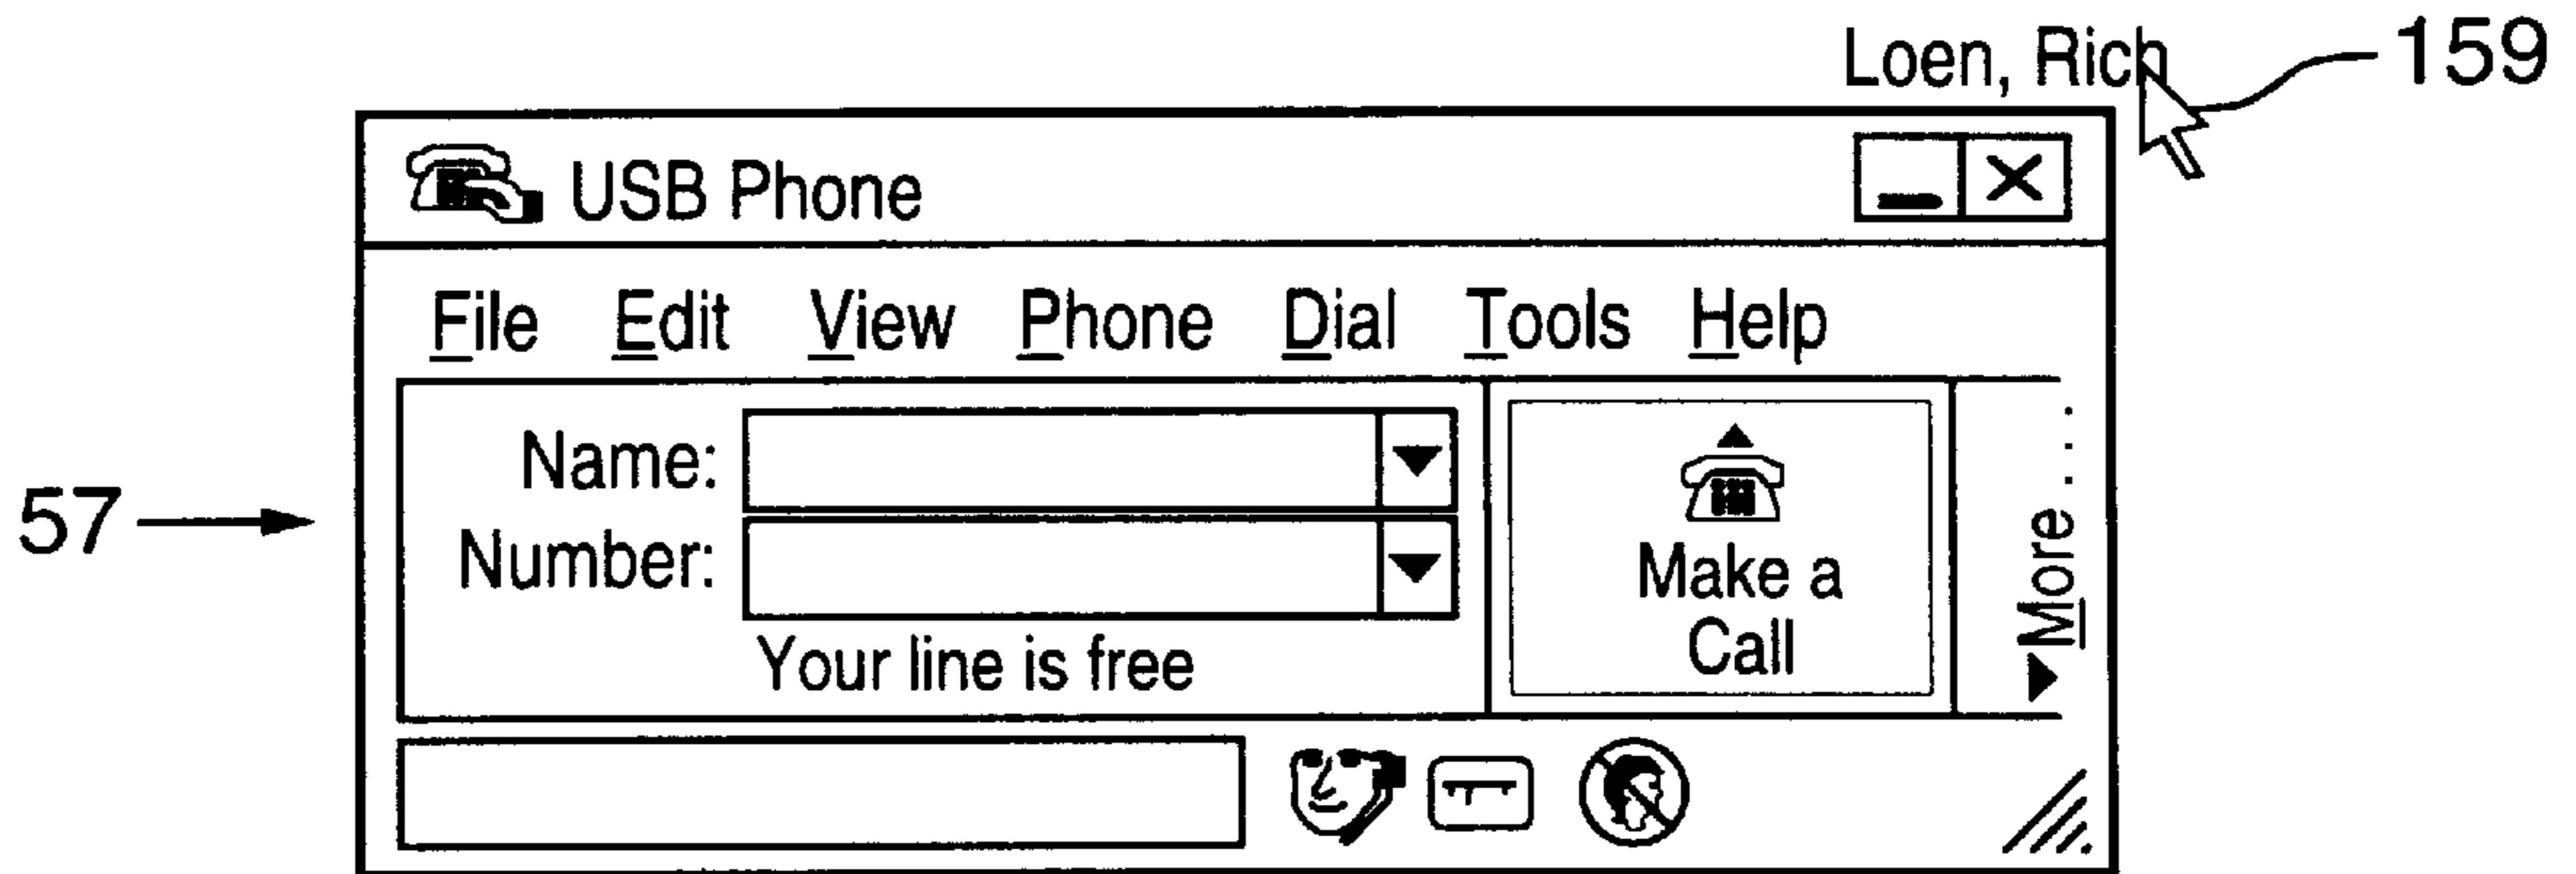 Loen, Rich
159
USB Phone
File Edit View Phone Dial Tools Help
Name:
Number:
Your line is free
Make a
Call
More . . .
57